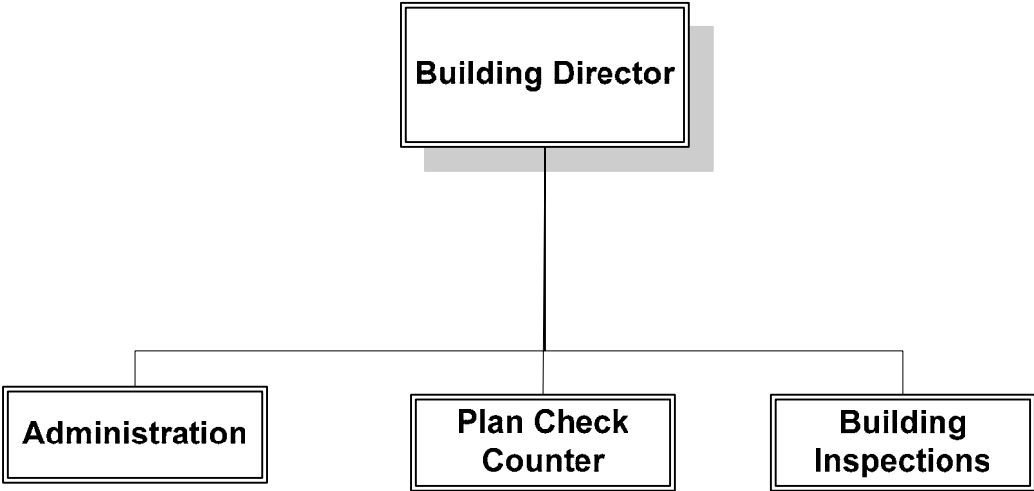 Building Director
Administration
Plan Check
Counter
Building
Inspections